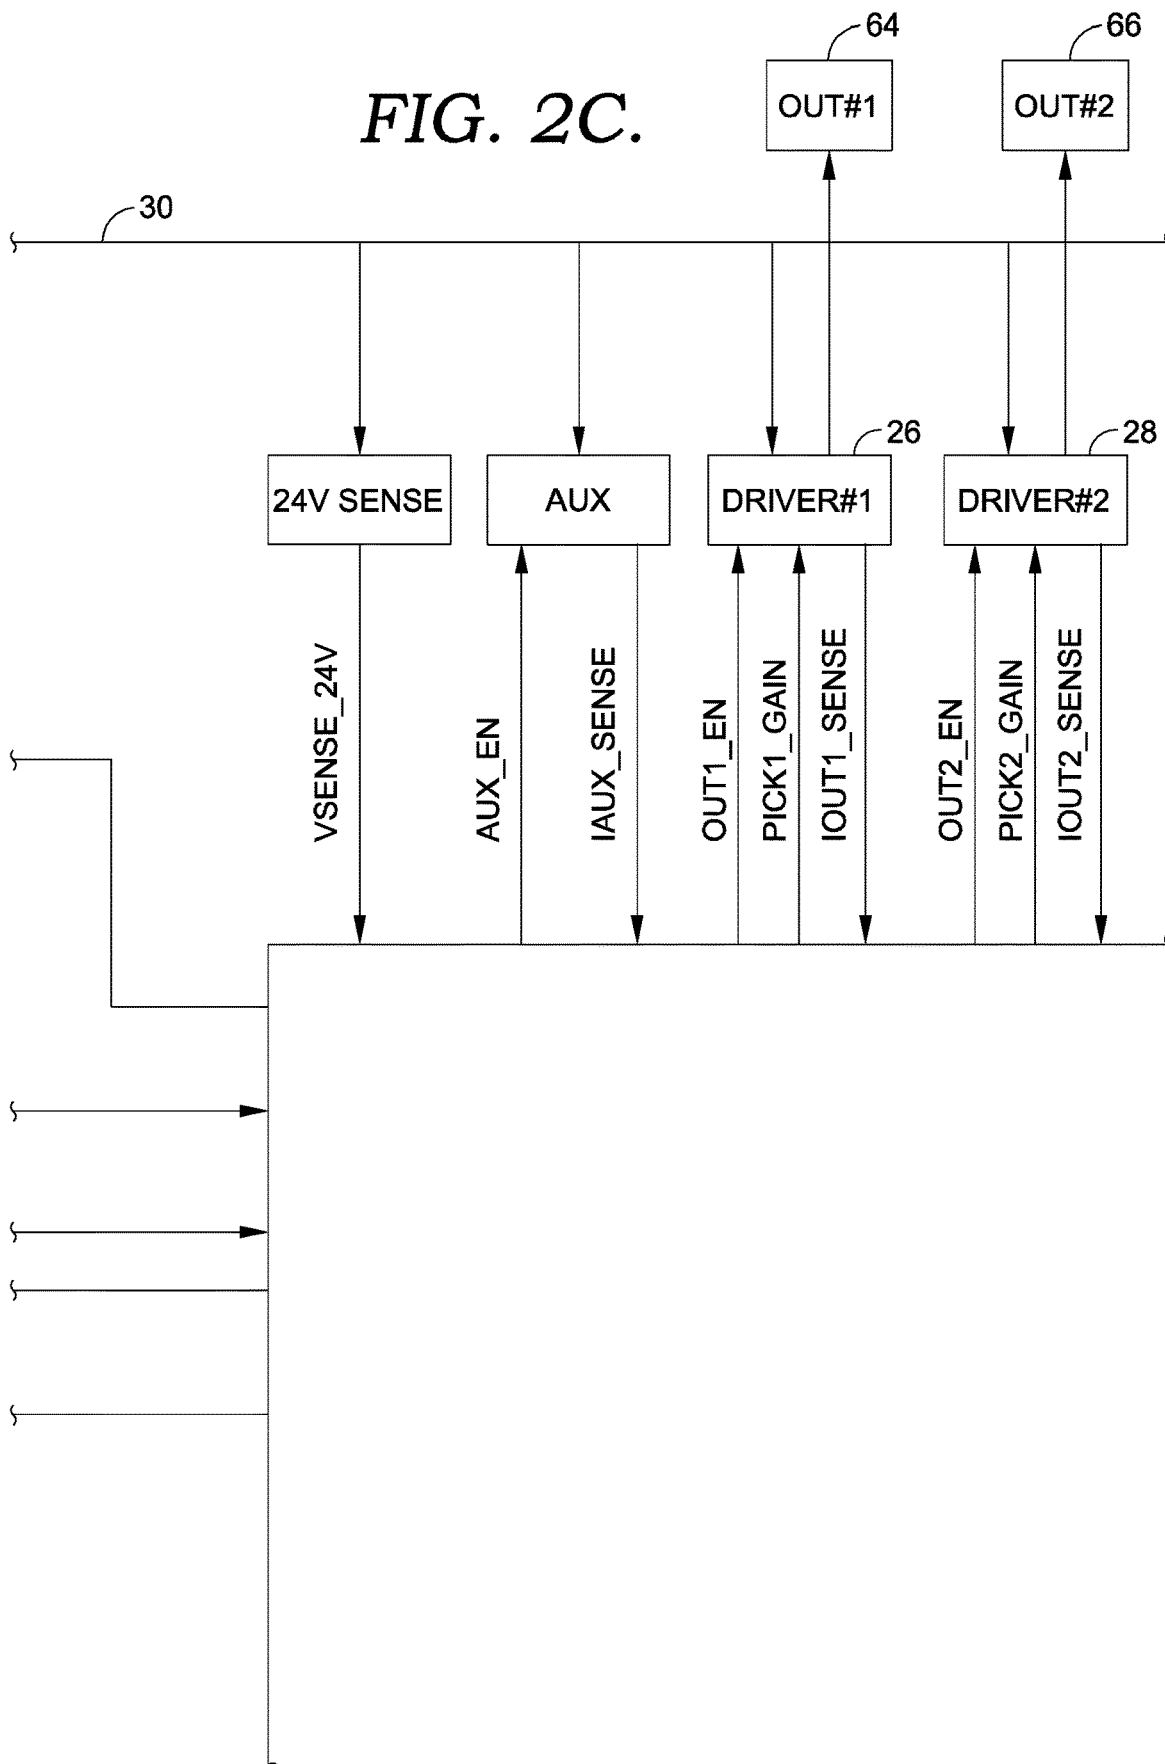 64
66
FIG. 2C.
OUT#1
OUT#2
30
26
28
24V SENSE
AUX
DRIVER#1
DRIVER#2
VSENSE_24V
AUX_EN
IAUX_SENSE
OUT1_EN
PICK1_GAIN
IOUT1_SENSE
OUT2_EN
PICK2_GAIN
IOUT2_SENSE